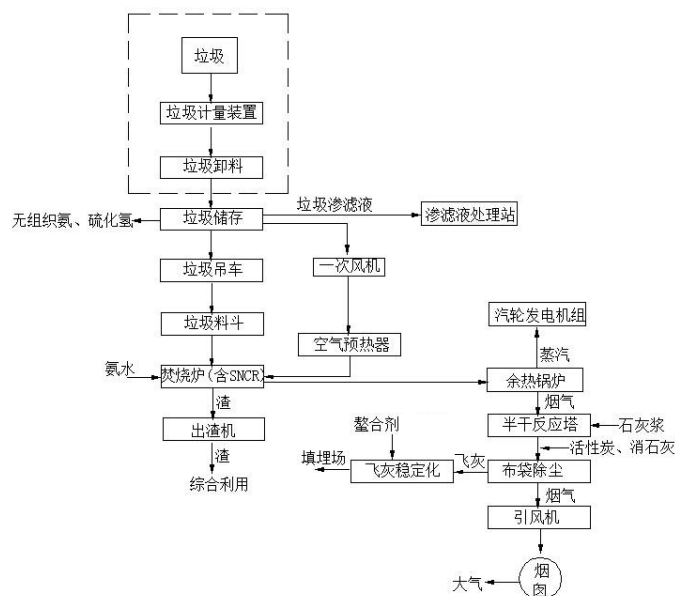 垃圾
垃圾计量装置
垃圾卸料
无组织氨、硫化氢
垃圾储存
垃圾渗滤液
渗滤液处理站
垃圾吊车
一次风机
垃圾料斗
空气预热器
汽轮发电机组
蒸汽
氨水
焚烧炉(含SNCR)
余热锅炉
渣
烟气
出渣机
半干反应塔
石灰浆
渣
螯合剂
活性炭、消石灰
综合利用
填埋场
飞灰稳定化
飞灰
布袋除尘
烟气
引风机
大气
烟
囱